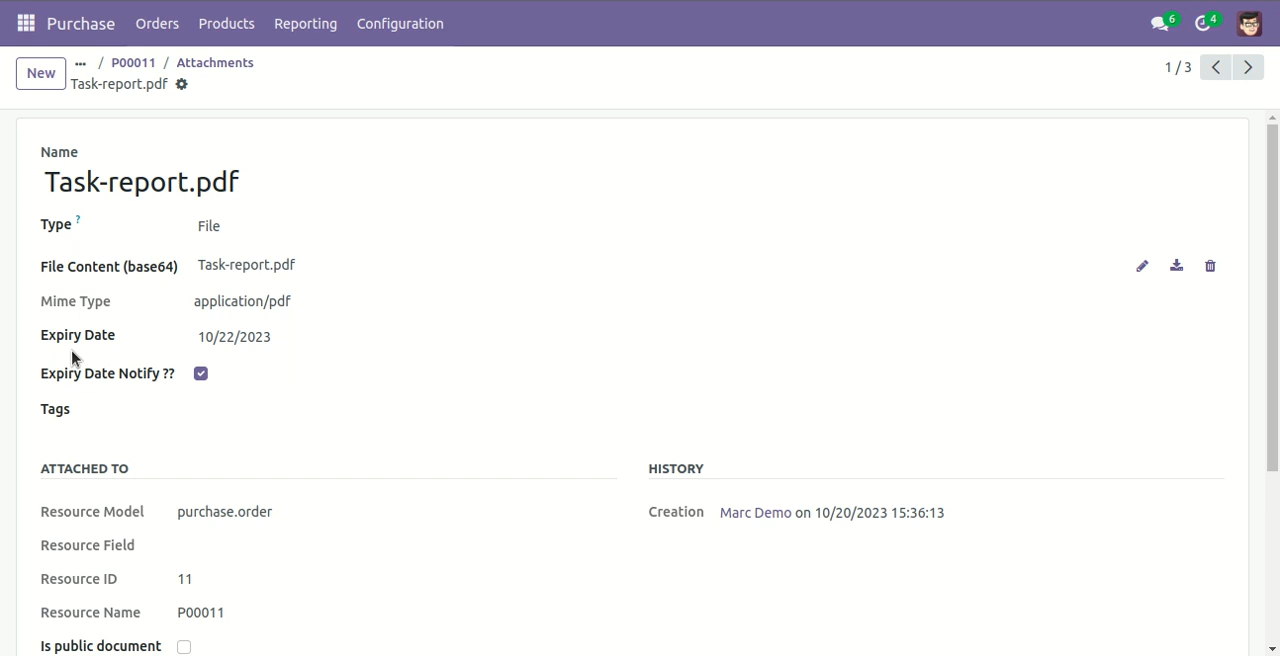 Purchase Orders Products Reporting Configuration 6 4
New ... / P00011 / Attachments 1 / 3
Task-report.pdf
Name
Task-report.pdf
Type ? File
File Content (base64) Task-report.pdf
Mime Type application/pdf
Expiry Date 10/22/2023
Expiry Date Notify ??
Tags
ATTACHED TO HISTORY
Resource Model purchase.order Creation Marc Demo on 10/20/2023 15:36:13
Resource Field
Resource ID 11
Resource Name P00011
Is public document